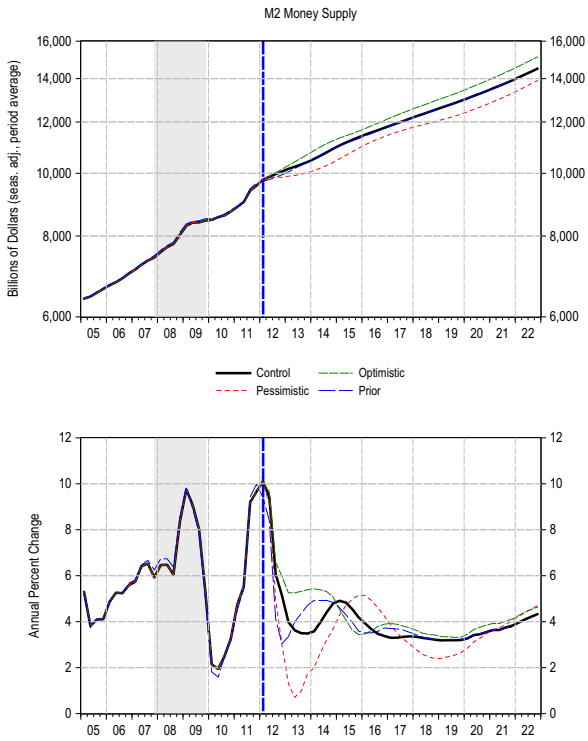 M2 Money Supply
Billions of Dollars (seas. adj., period average)
16,000 16,000
14,000 14,000
12,000 12,000
10,000 10,000
8,000 8,000
6,000 6,000
05 06 07 08 09 10 11 12 13 14 15 16 17 18 19 20 21 22
Control Optimistic
Pessimistic Prior
Annual Percent Change
12 12
10 10
8 8
6 6
4 4
2 2
0 0
05 06 07 08 09 10 11 12 13 14 15 16 17 18 19 20 21 22